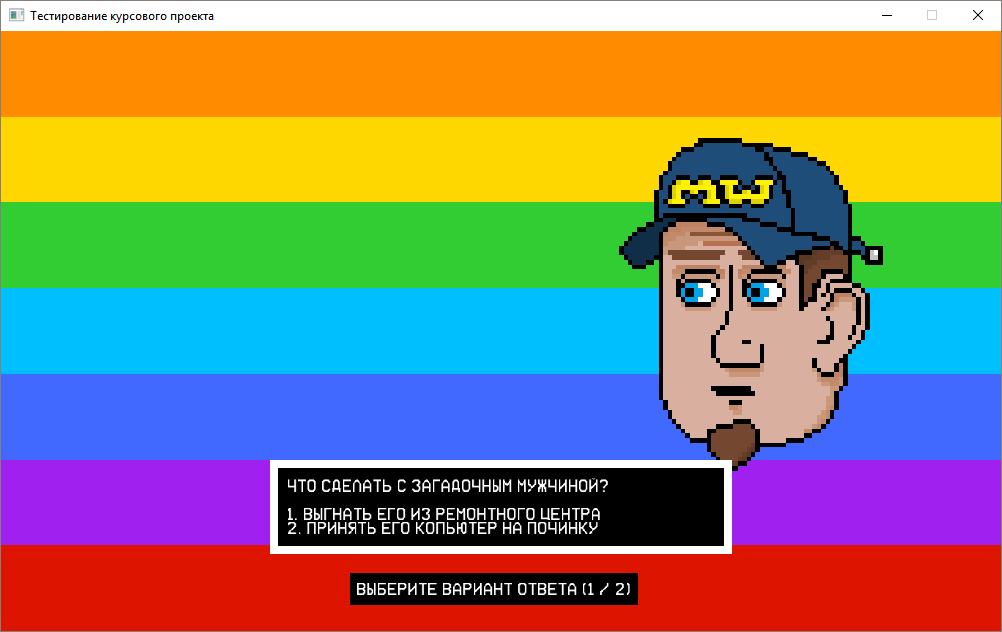 Тестирование курсового проекта
MW
ЧТО СДЕЛАТЬ С ЗАГАДОЧНЫМ МУЖЧИНОЙ?
1. ВЫГНАТЬ ЕГО ИЗ РЕМОНТНОГО ЦЕНТРА
2. ПРИНЯТЬ ЕГО КОПЬЮТЕР НА ПОЧИНКУ
ВЫБЕРИТЕ ВАРИАНТ ОТВЕТА (1 / 2)